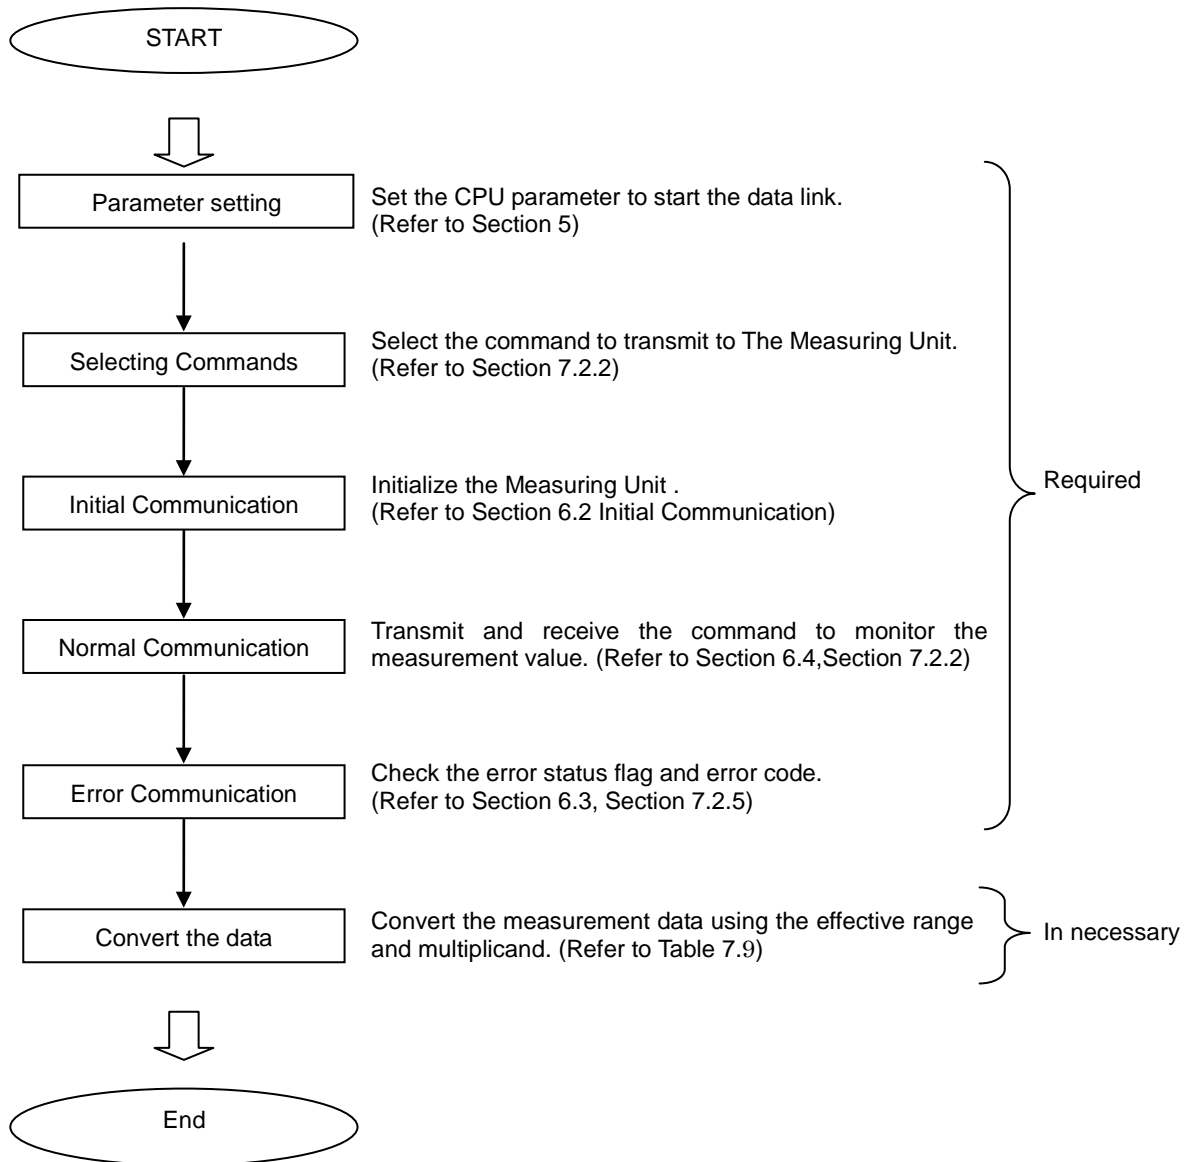 START
Parameter setting
Set the CPU parameter to start the data link.
(Refer to Section 5)
Selecting Commands
Select the command to transmit to The Measuring Unit.
(Refer to Section 7.2.2)
Initial Communication
Initialize the Measuring Unit .
(Refer to Section 6.2 Initial Communication)
Required
Normal Communication
Transmit and receive the command to monitor the
measurement value. (Refer to Section 6.4,Section 7.2.2)
Error Communication
Check the error status flag and error code.
(Refer to Section 6.3, Section 7.2.5)
Convert the data
Convert the measurement data using the effective range
and multiplicand. (Refer to Table 7.9)
In necessary
End